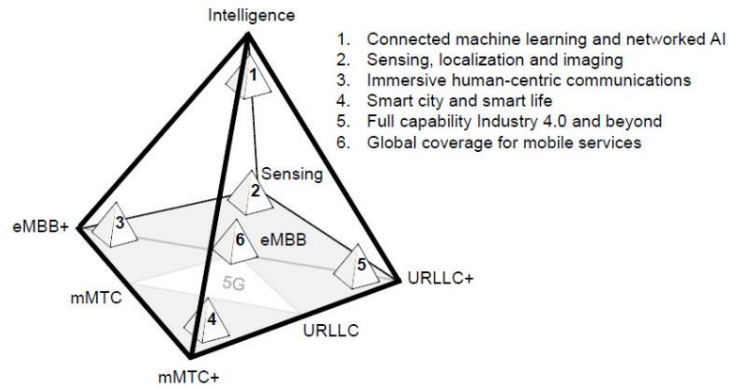 Intelligence
1. Connected machine learning and networked AI
2. Sensing, localization and imaging
3. Immersive human-centric communications
4. Smart city and smart life
5. Full capability Industry 4.0 and beyond
6. Global coverage for mobile services
1
Sensing
2
3
eMBB+
6
eMBB
5
URLLC+
5G
mMTC
4
URLLC
mMTC+